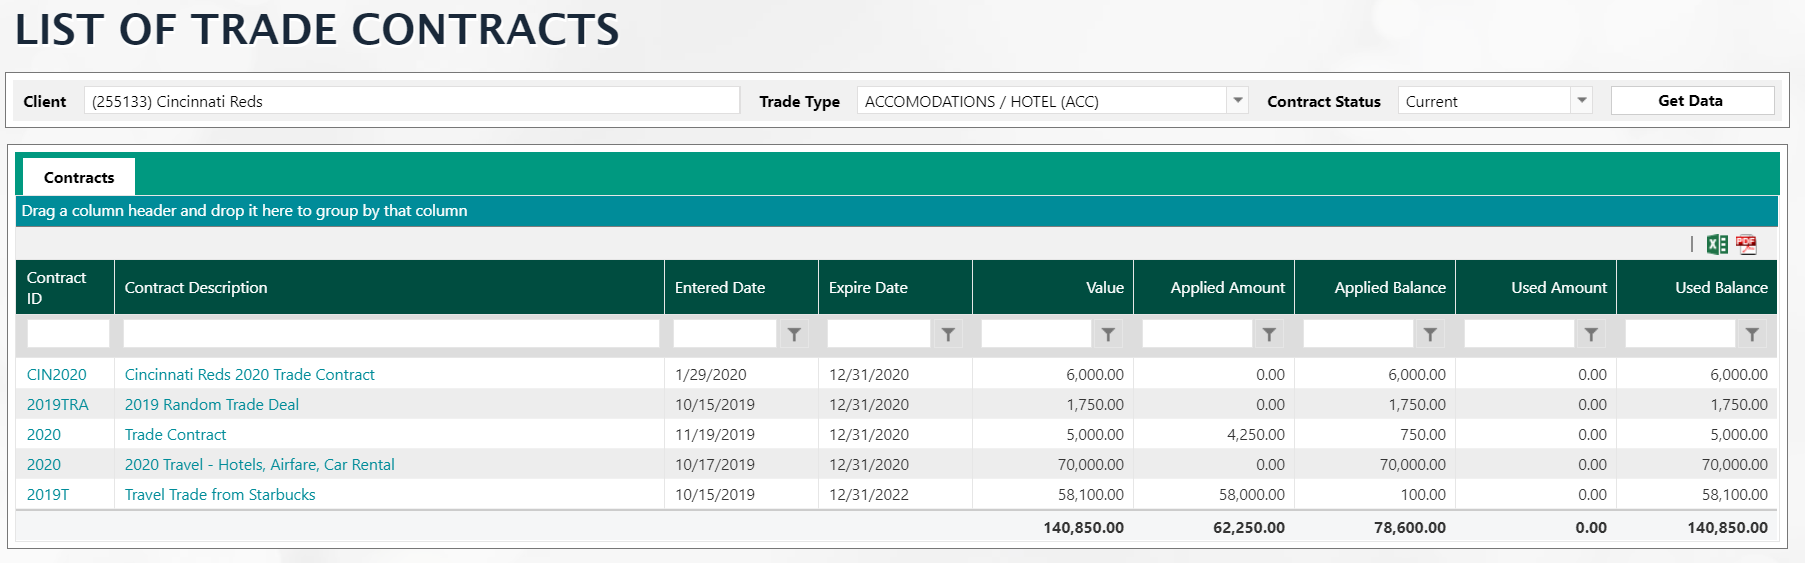 LIST OF TRADE CONTRACTS
Client (255133) Cincinnati Reds Trade Type ACCOMODATIONS / HOTEL (ACC) Contract Status Current Get Data
Contracts
Drag a column header and drop it here to group by that column
PDF
Contract ID Contract Description Entered Date Expire Date Value Applied Amount Applied Balance Used Amount Used Balance
CIN2020 Cincinnati Reds 2020 Trade Contract 1/29/2020 12/31/2020 6,000.00 0.00 6,000.00 0.00 6,000.00
2019TRA 2019 Random Trade Deal 10/15/2019 12/31/2020 1,750.00 0.00 1,750.00 0.00 1,750.00
2020 Trade Contract 11/19/2019 12/31/2020 5,000.00 4,250.00 750.00 0.00 5,000.00
2020 2020 Travel - Hotels, Airfare, Car Rental 10/17/2019 12/31/2020 70,000.00 0.00 70,000.00 0.00 70,000.00
2019T Travel Trade from Starbucks 10/15/2019 12/31/2022 58,100.00 58,000.00 100.00 0.00 58,100.00
140,850.00 62,250.00 78,600.00 0.00 140,850.00